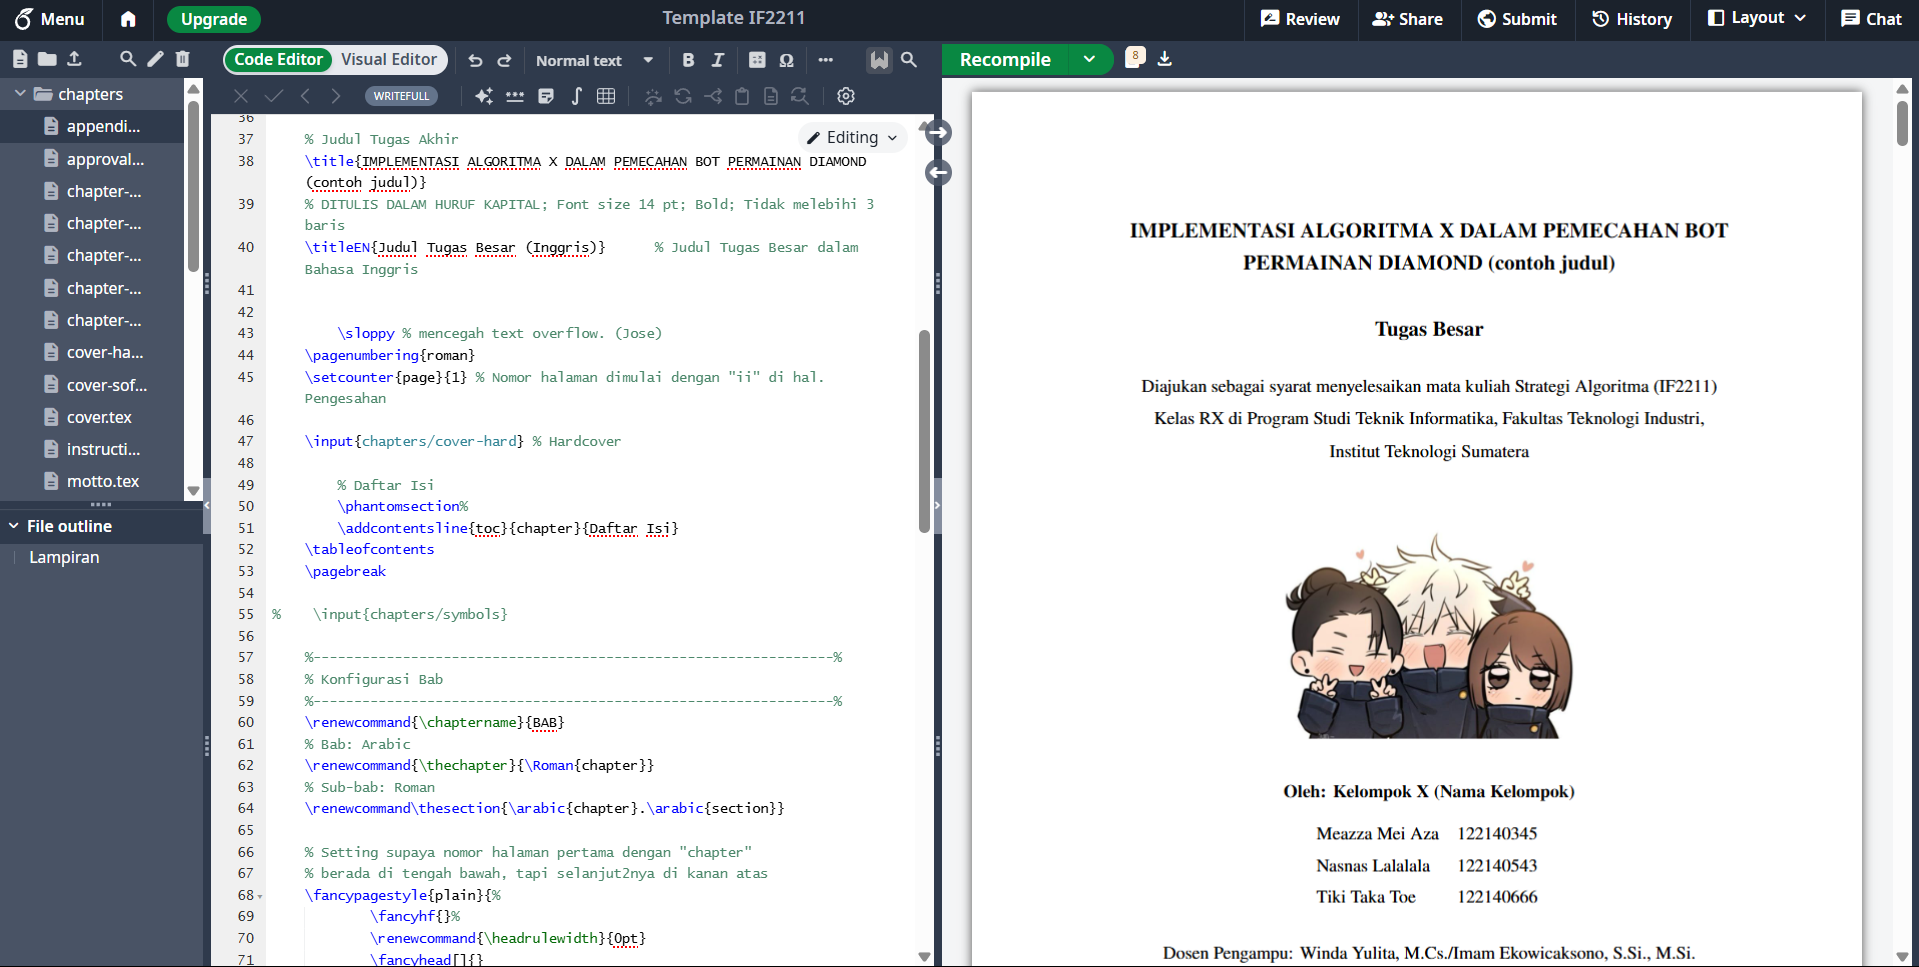 Menu
Upgrade
Template IF2211
Review
Share
Submit
History
Layout
Chat
Code Editor
Visual Editor
Normal text
B
I
Ω
Recompile
8
WRITEFULL
Editing
chapters
appendi...
approval...
chapter-...
chapter-...
chapter-...
chapter-...
chapter-...
cover-ha...
cover-sof...
cover.tex
instructi...
motto.tex
File outline
Lampiran
36
37 % Judul Tugas Akhir
38 \title{IMPLEMENTASI ALGORITMA X DALAM PEMECAHAN BOT PERMAINAN DIAMOND
(contoh judul)}
39 % DITULIS DALAM HURUF KAPITAL; Font size 14 pt; Bold; Tidak melebihi 3
baris
40 \titleEN{Judul Tugas Besar (Inggris)} % Judul Tugas Besar dalam
Bahasa Inggris
41
42
43 \sloppy % mencegah text overflow. (Jose)
44 \pagenumbering{roman}
45 \setcounter{page}{1} % Nomor halaman dimulai dengan "ii" di hal.
Pengesahan
46
47 \input{chapters/cover-hard} % Hardcover
48
49 % Daftar Isi
50 \phantomsection%
51 \addcontentsline{toc}{chapter}{Daftar Isi}
52 \tableofcontents
53 \pagebreak
54
55 % \input{chapters/symbols}
56
57 %----------------------------------------------------------------%
58 % Konfigurasi Bab
59 %----------------------------------------------------------------%
60 \renewcommand{\chaptername}{BAB}
61 % Bab: Arabic
62 \renewcommand{\thechapter}{\Roman{chapter}}
63 % Sub-bab: Roman
64 \renewcommand\thesection{\arabic{chapter}.\arabic{section}}
65
66 % Setting supaya nomor halaman pertama dengan "chapter"
67 % berada di tengah bawah, tapi selanjut2nya di kanan atas
68 \fancypagestyle{plain}{%
69 \fancyhf{}%
70 \renewcommand{\headrulewidth}{0pt}
71 \fancyhead[]{}
IMPLEMENTASI ALGORITMA X DALAM PEMECAHAN BOT
PERMAINAN DIAMOND (contoh judul)
Tugas Besar
Diajukan sebagai syarat menyelesaikan mata kuliah Strategi Algoritma (IF2211)
Kelas RX di Program Studi Teknik Informatika, Fakultas Teknologi Industri,
Institut Teknologi Sumatera
Oleh: Kelompok X (Nama Kelompok)
Meazza Mei Aza 122140345
Nasnas Lalalala 122140543
Tiki Taka Toe 122140666
Dosen Pengampu: Winda Yulita, M.Cs./Imam Ekowicaksono, S.Si., M.Si.